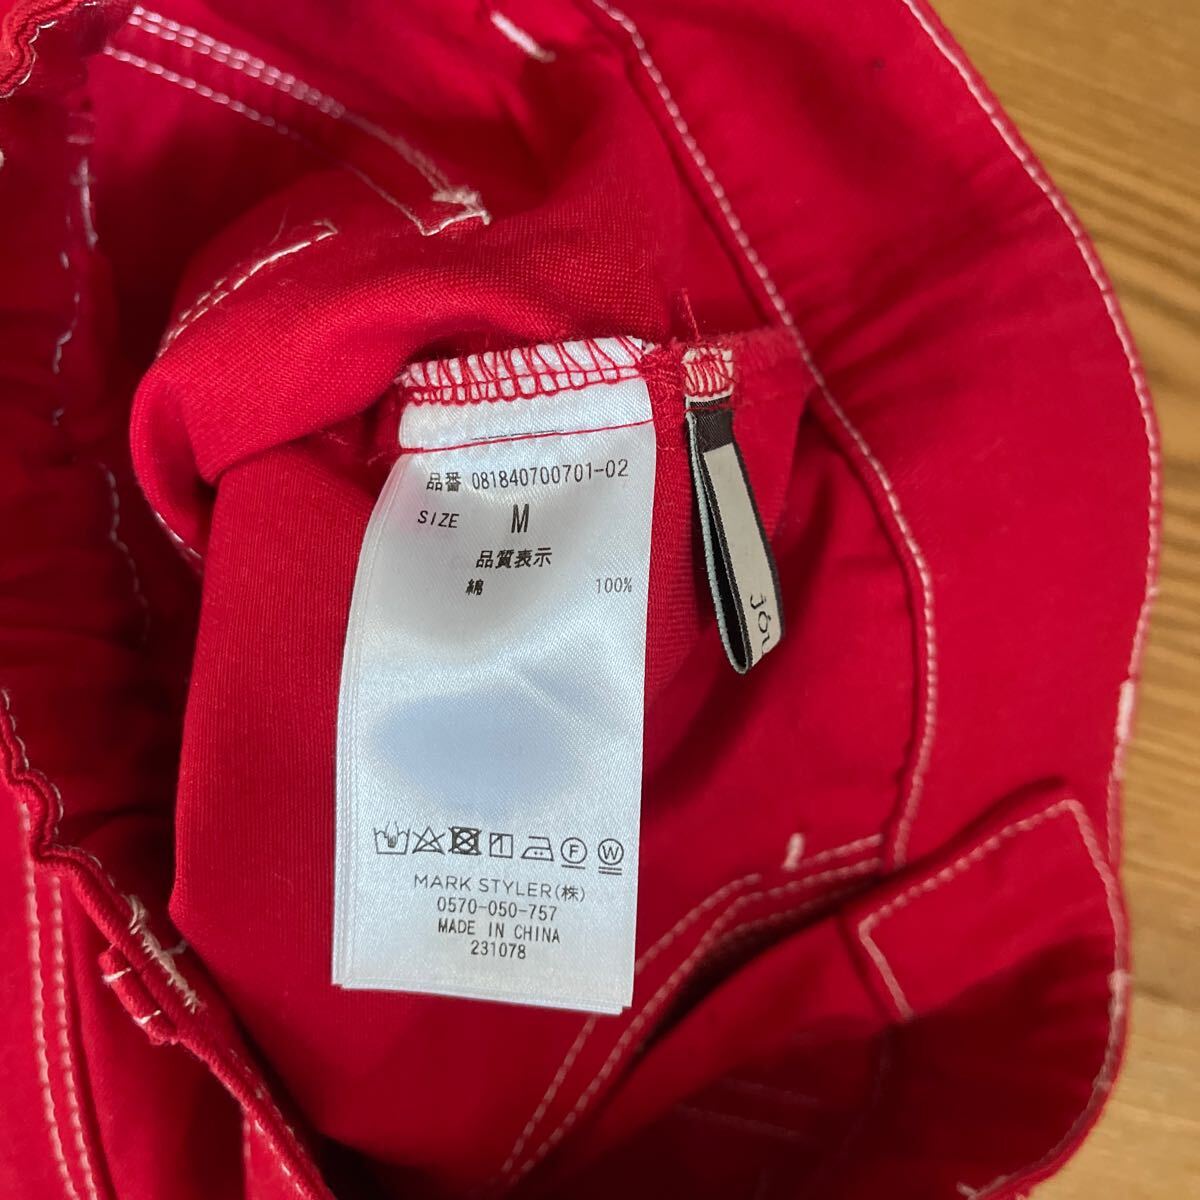 品番 081840700701-02
SIZE M
品質表示
綿 100%
F W
MARK STYLER(株)
0570-050-757
MADE IN CHINA
231078